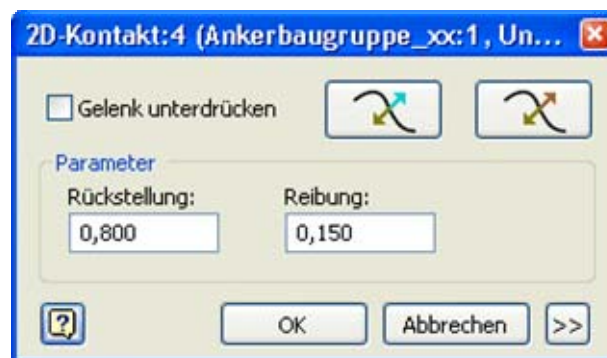 2D-Kontakt:4 (Ankerbaugruppe_xx:1, Un...
Gelenk unterdrücken
Parameter
Rückstellung: Reibung:
0,800 0,150
? OK Abbrechen >>